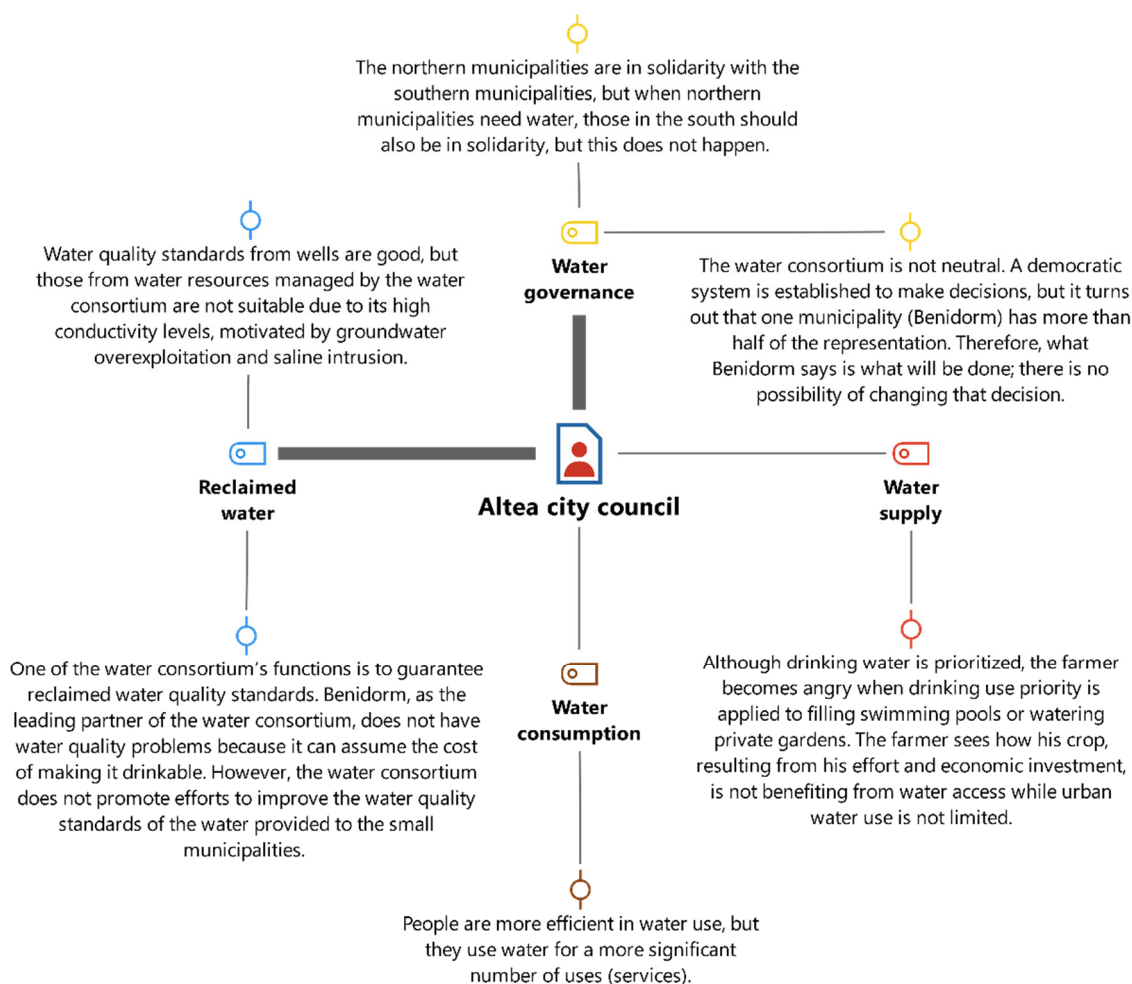 The northern municipalities are in solidarity with the
southern municipalities, but when northern
municipalities need water, those in the south should
also be in solidarity, but this does not happen.
Water quality standards from wells are good, but
those from water resources managed by the water
consortium are not suitable due to its high
conductivity levels, motivated by groundwater
overexploitation and saline intrusion.
Water
governance
The water consortium is not neutral. A democratic
system is established to make decisions, but it turns
out that one municipality (Benidorm) has more than
half of the representation. Therefore, what
Benidorm says is what will be done; there is no
possibility of changing that decision.
Reclaimed
water
Altea city council
Water
supply
One of the water consortium's functions is to guarantee
reclaimed water quality standards. Benidorm, as the
leading partner of the water consortium, does not have
water quality problems because it can assume the cost
of making it drinkable. However, the water consortium
does not promote efforts to improve the water quality
standards of the water provided to the small
municipalities.
Water
consumption
Although drinking water is prioritized, the farmer
becomes angry when drinking use priority is
applied to filling swimming pools or watering
private gardens. The farmer sees how his crop,
resulting from his effort and economic investment,
is not benefiting from water access while urban
water use is not limited.
People are more efficient in water use, but
they use water for a more significant
number of uses (services).